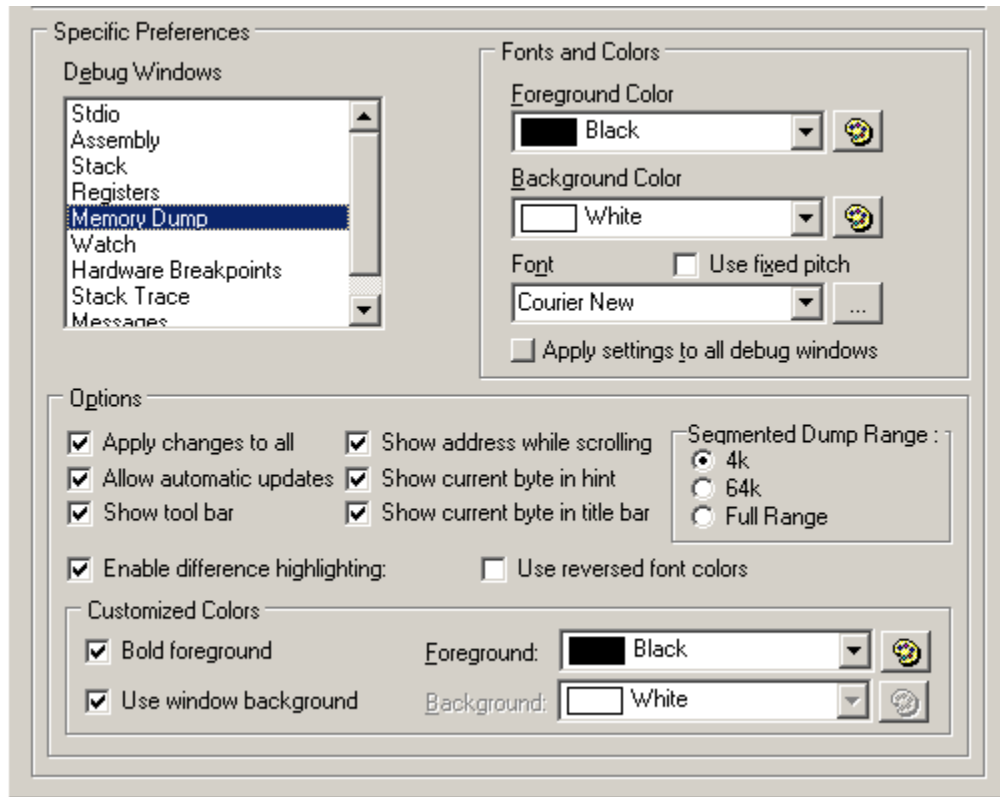 Specific Preferences
Debug Windows
Stdio
Assembly
Stack
Registers
Memory Dump
Watch
Hardware Breakpoints
Stack Trace
Messages
Fonts and Colors
Foreground Color
Black
Background Color
White
Font
Use fixed pitch
Courier New
...
Apply settings to all debug windows
Options
Apply changes to all
Show address while scrolling
Allow automatic updates
Show current byte in hint
Show tool bar
Show current byte in title bar
Segmented Dump Range :
4k
64k
Full Range
Enable difference highlighting:
Use reversed font colors
Customized Colors
Bold foreground
Foreground:
Black
Use window background
Background:
White